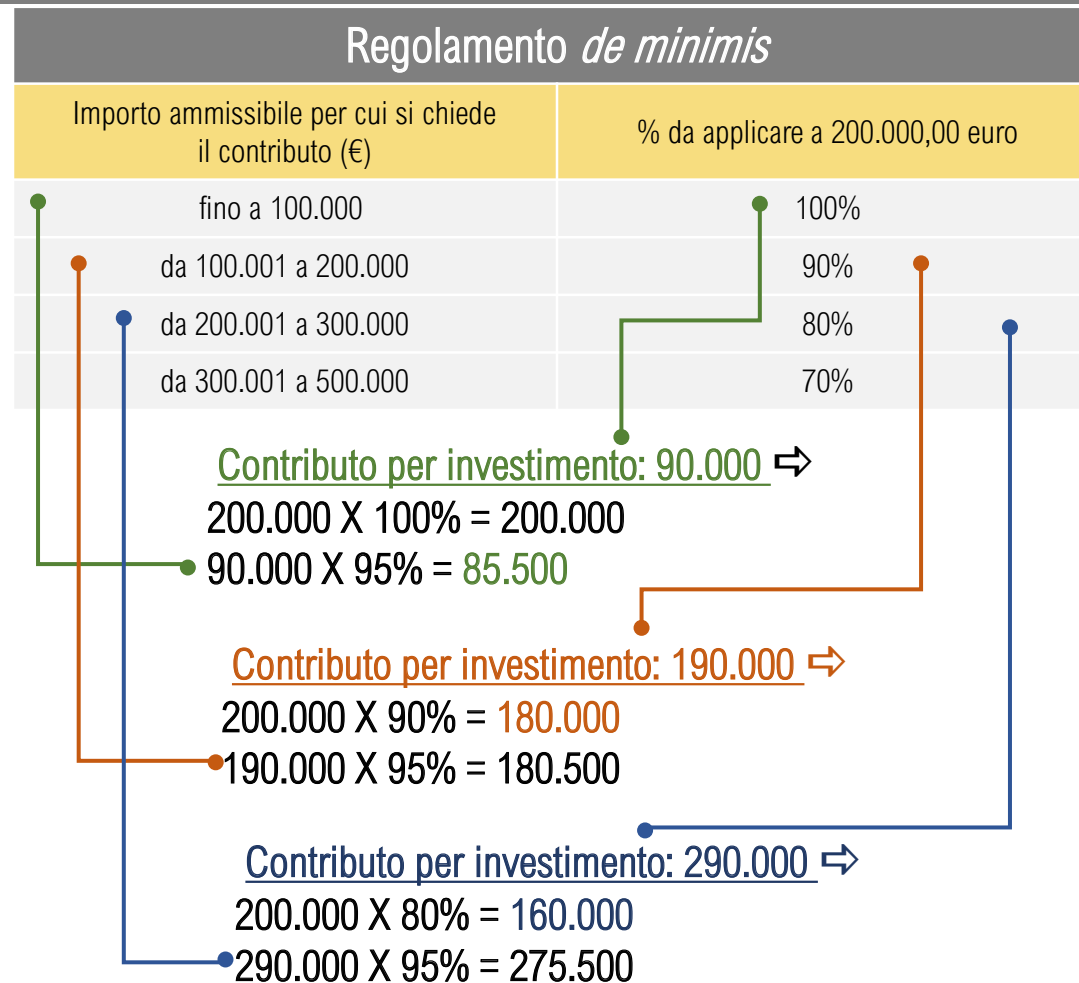 Regolamento de minimis
Importo ammissibile per cui si chiede
il contributo (€)
% da applicare a 200.000,00 euro
fino a 100.000
100%
da 100.001 a 200.000
90%
da 200.001 a 300.000
80%
da 300.001 a 500.000
70%
Contributo per investimento: 90.000 ⇨
200.000 X 100% = 200.000
90.000 X 95% = 85.500
Contributo per investimento: 190.000 ⇨
200.000 X 90% = 180.000
190.000 X 95% = 180.500
Contributo per investimento: 290.000 ⇨
200.000 X 80% = 160.000
290.000 X 95% = 275.500